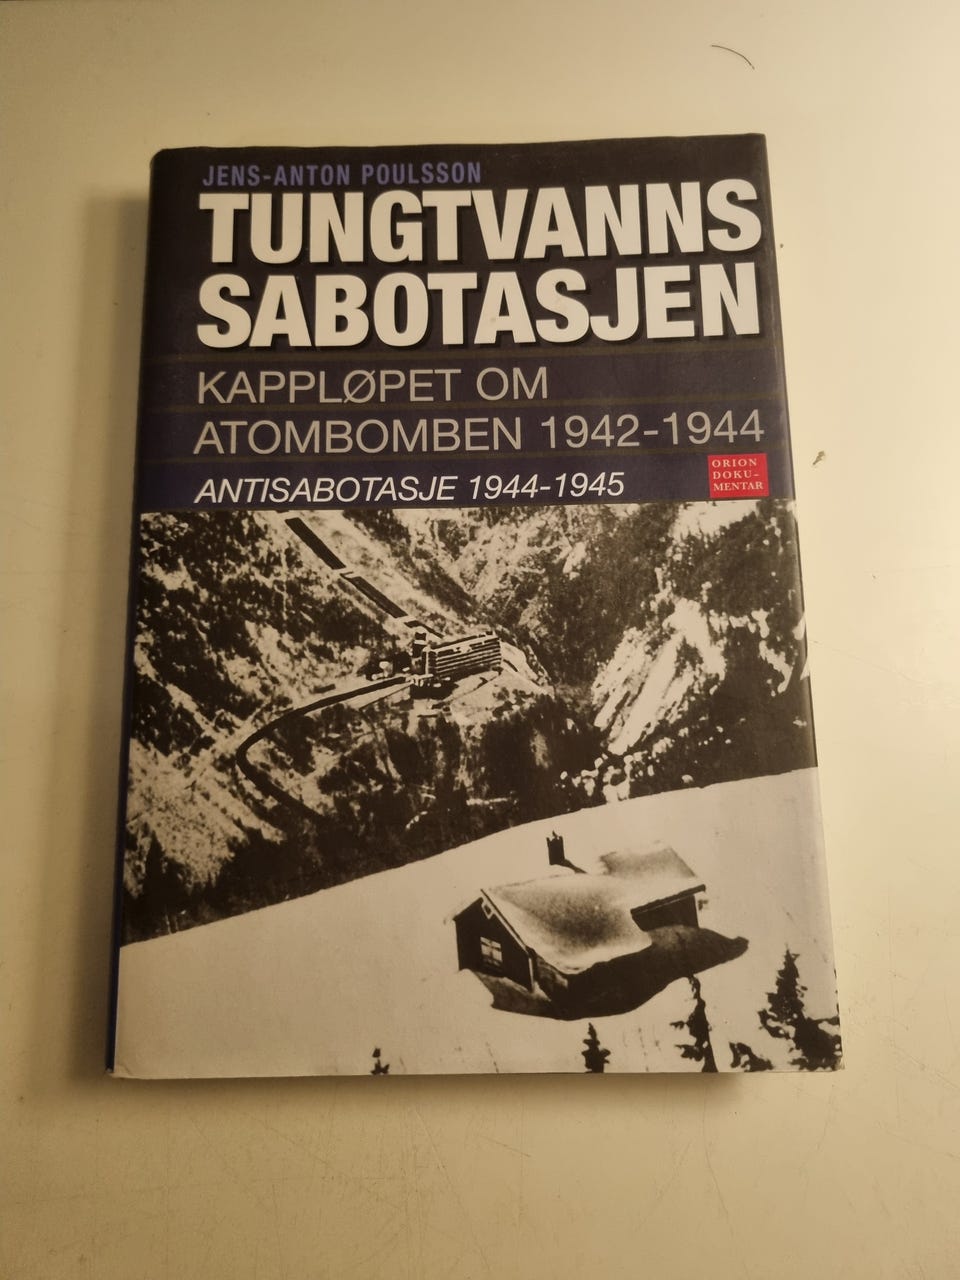 JENS-ANTON POULSSON
TUNGTVANNS
SABOTASJEN
KAPPLØPET OM
ATOMBOMBEN 1942-1944
ANTISABOTASJE 1944-1945
ORION
DOKU-
MENTAR